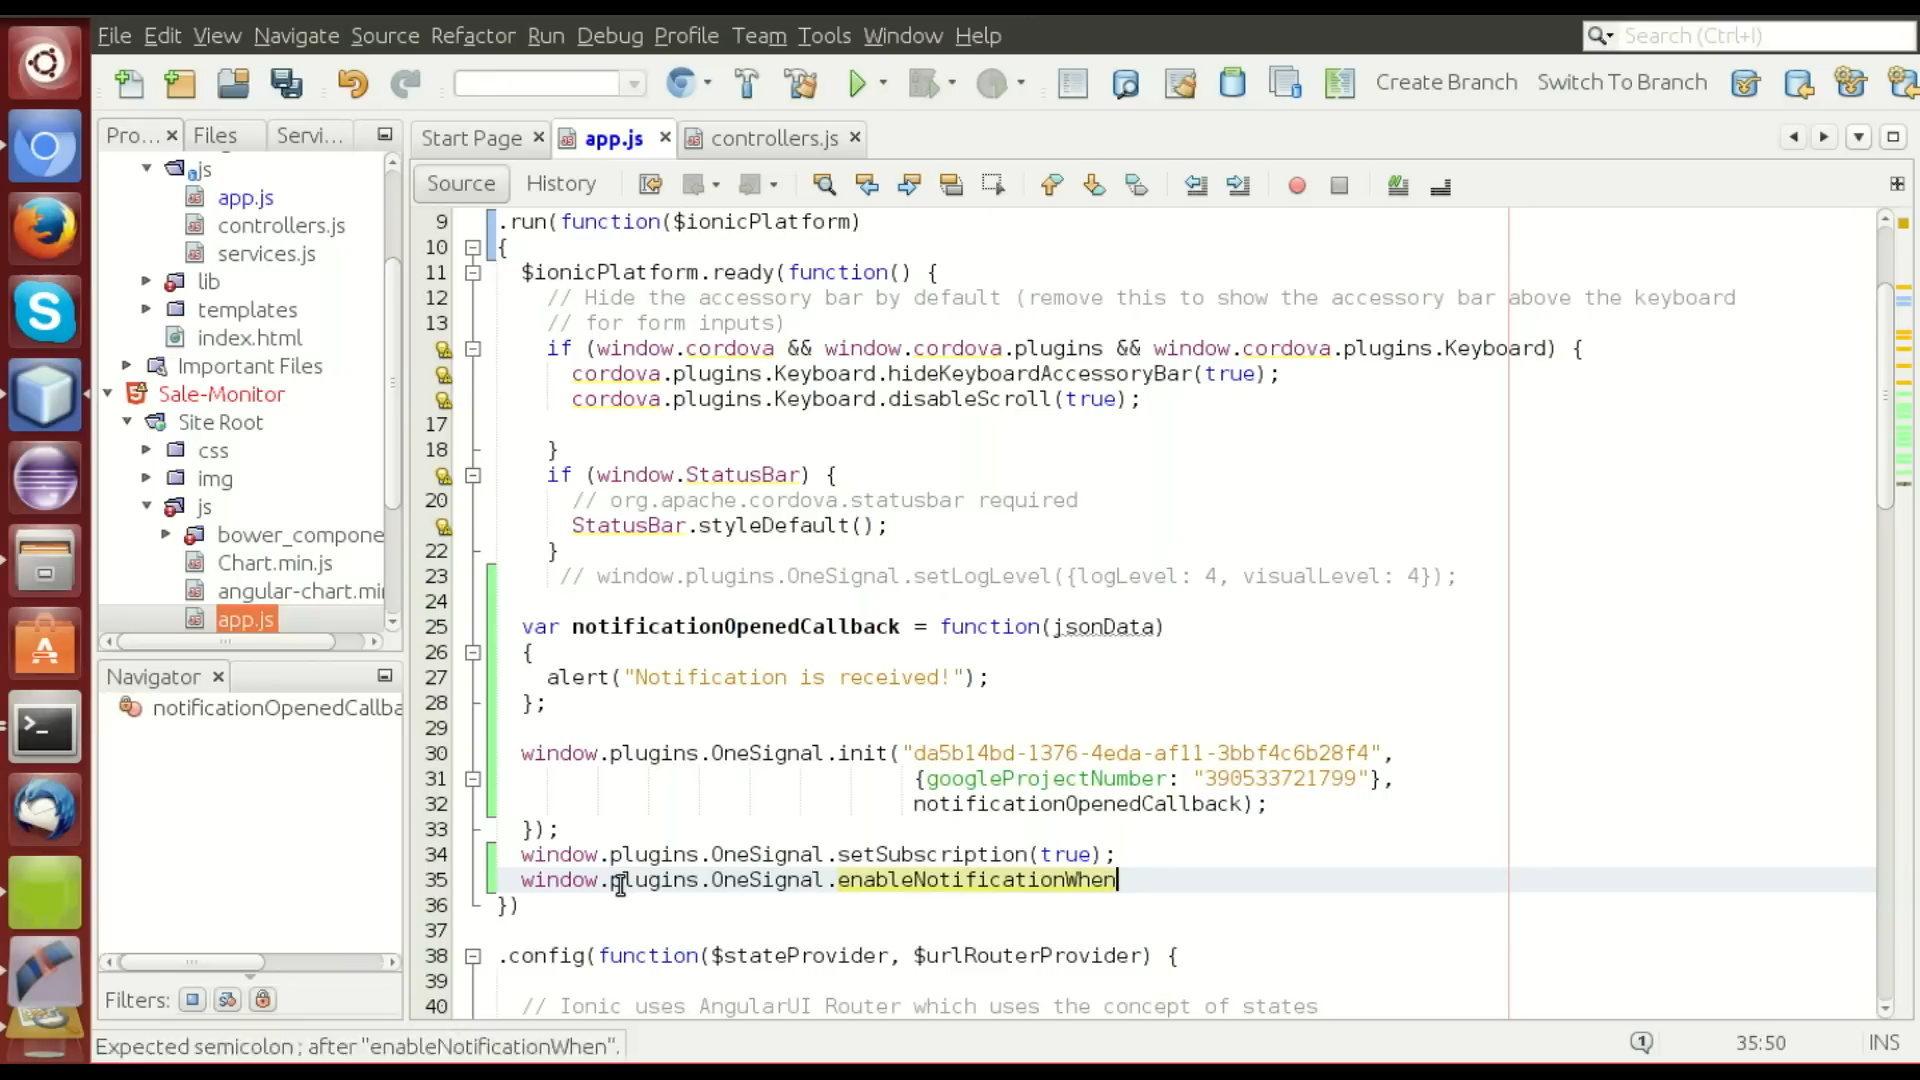 File Edit View Navigate Source Refactor Run Debug Profile Team Tools Window Help
Search (Ctrl+I)
Create Branch Switch To Branch
Pro... Files Servi...
Start Page app.js controllers.js
Source History
js
app.js
controllers.js
services.js
lib
templates
index.html
Important Files
Sale-Monitor
Site Root
css
img
js
bower_compone
Chart.min.js
angular-chart.mi
app.js
Navigator
notificationOpenedCallba
Filters:
9 .run(function($ionicPlatform)
10 {
11 $ionicPlatform.ready(function() {
12 // Hide the accessory bar by default (remove this to show the accessory bar above the keyboard
13 // for form inputs)
if (window.cordova && window.cordova.plugins && window.cordova.plugins.Keyboard) {
cordova.plugins.Keyboard.hideKeyboardAccessoryBar(true);
cordova.plugins.Keyboard.disableScroll(true);
17
18 }
if (window.StatusBar) {
20 // org.apache.cordova.statusbar required
StatusBar.styleDefault();
22 }
23 // window.plugins.OneSignal.setLogLevel({logLevel: 4, visualLevel: 4});
24
25 var notificationOpenedCallback = function(jsonData)
26 {
27 alert("Notification is received!");
28 };
29
30 window.plugins.OneSignal.init("da5b14bd-1376-4eda-af11-3bbf4c6b28f4",
31 {googleProjectNumber: "390533721799"},
32 notificationOpenedCallback);
33 });
34 window.plugins.OneSignal.setSubscription(true);
35 window.plugins.OneSignal.enableNotificationWhen
36 })
37
38 .config(function($stateProvider, $urlRouterProvider) {
39
40 // Ionic uses AngularUI Router which uses the concept of states
Expected semicolon ; after "enableNotificationWhen".
35:50 INS